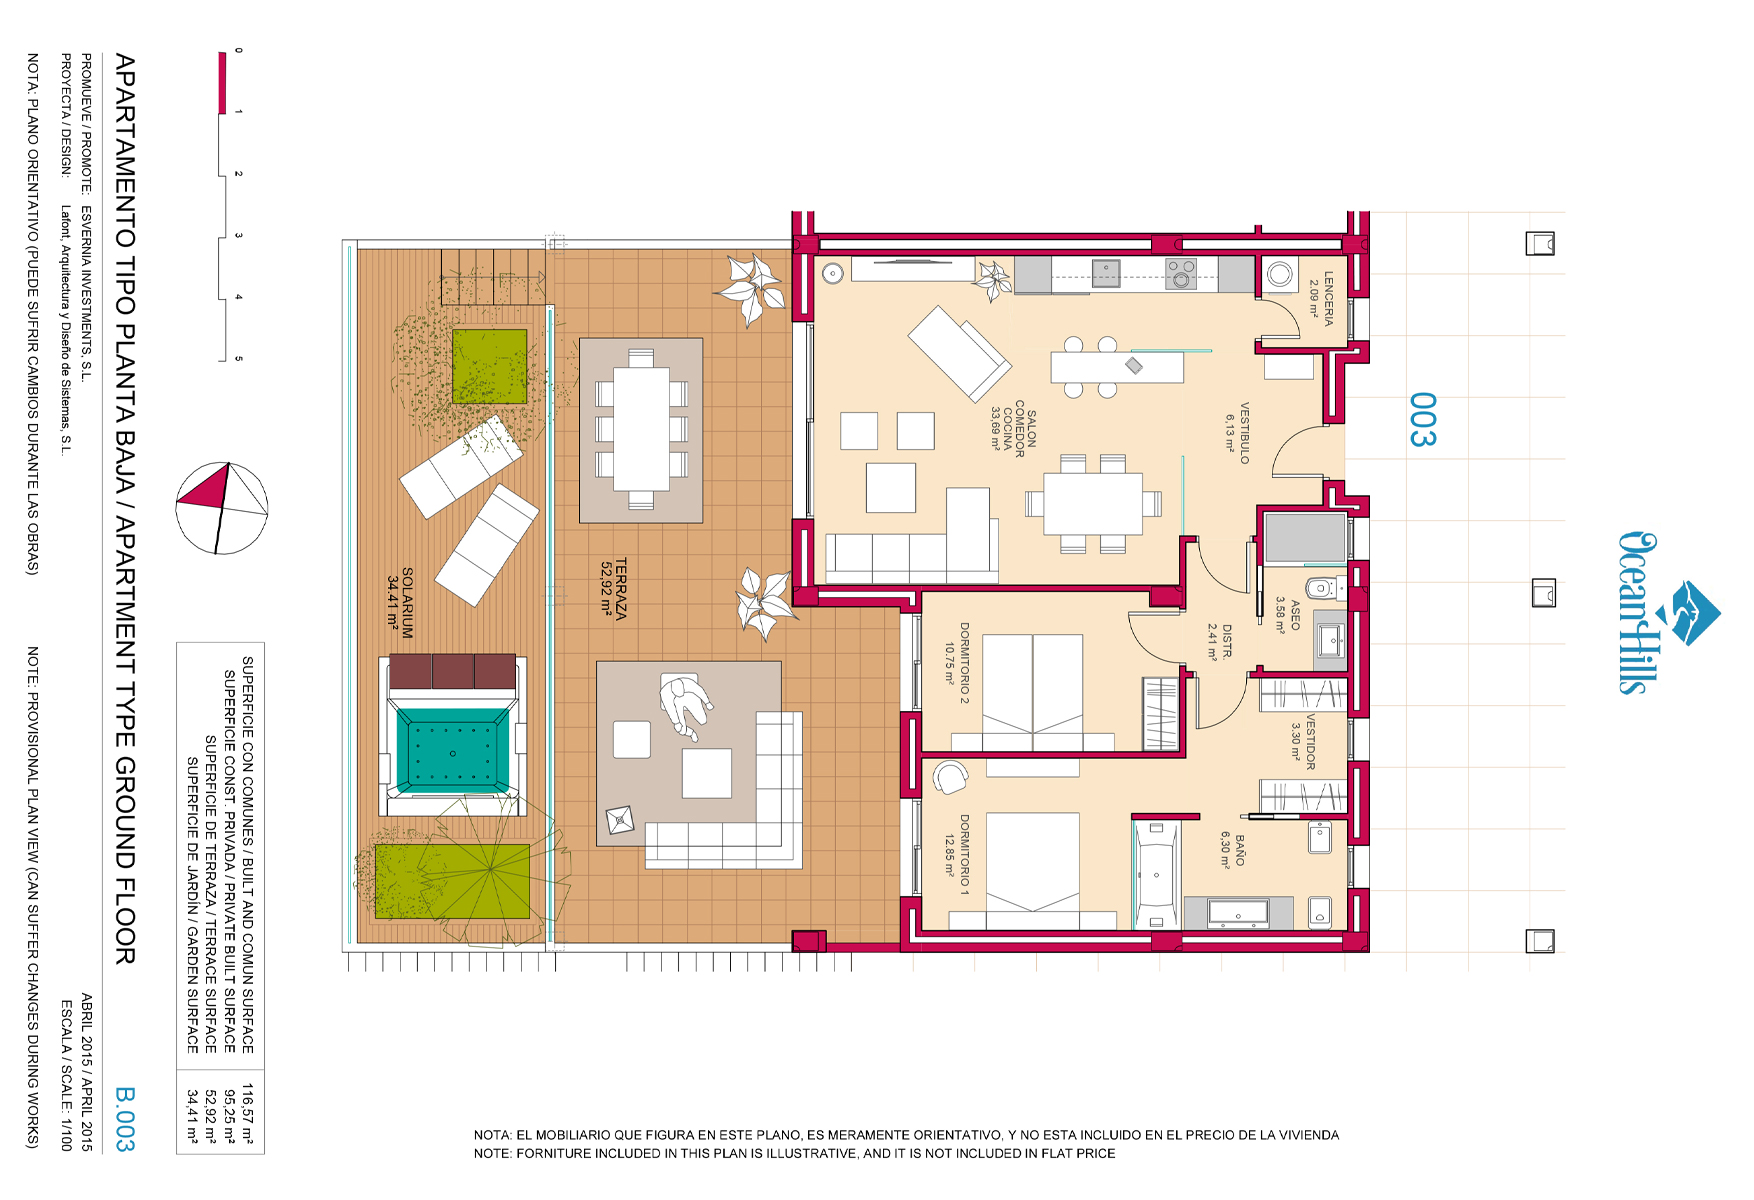 OceanHills
003
LENCERIA
2.09 m²
VESTIBULO
6,13 m²
SALON
COMEDOR
COCINA
33,69 m²
ASEO
3.58 m²
DISTR.
2.41 m²
VESTIDOR
3.30 m²
DORMITORIO 2
10.75 m²
BAÑO
6,30 m²
DORMITORIO 1
12.85 m²
TERRAZA
52,92 m²
SOLARIUM
34.41 m²
0 1 2 3 4 5
SUPERFICIE CON COMUNES / BUILT AND COMUN SURFACE 116,57 m²
SUPERFICIE CONST. PRIVADA / PRIVATE BUILT SURFACE 95,25 m²
SUPERFICIE DE TERRAZA / TERRACE SURFACE 52,92 m²
SUPERFICIE DE JARDÍN / GARDEN SURFACE 34,41 m²
APARTAMENTO TIPO PLANTA BAJA / APARTMENT TYPE GROUND FLOOR B.003
PROMUEVE / PROMOTE: ESVERNIA INVESTMENTS, S.L. ABRIL 2015 / APRIL 2015
PROYECTA / DESIGN: Lafont, Arquitectura y Diseño de Sistemas, S.L. ESCALA / SCALE: 1/100
NOTA: PLANO ORIENTATIVO (PUEDE SUFRIR CAMBIOS DURANTE LAS OBRAS) NOTE: PROVISIONAL PLAN VIEW (CAN SUFFER CHANGES DURING WORKS)
NOTA: EL MOBILIARIO QUE FIGURA EN ESTE PLANO, ES MERAMENTE ORIENTATIVO, Y NO ESTA INCLUIDO EN EL PRECIO DE LA VIVIENDA
NOTE: FORNITURE INCLUDED IN THIS PLAN IS ILLUSTRATIVE, AND IT IS NOT INCLUDED IN FLAT PRICE